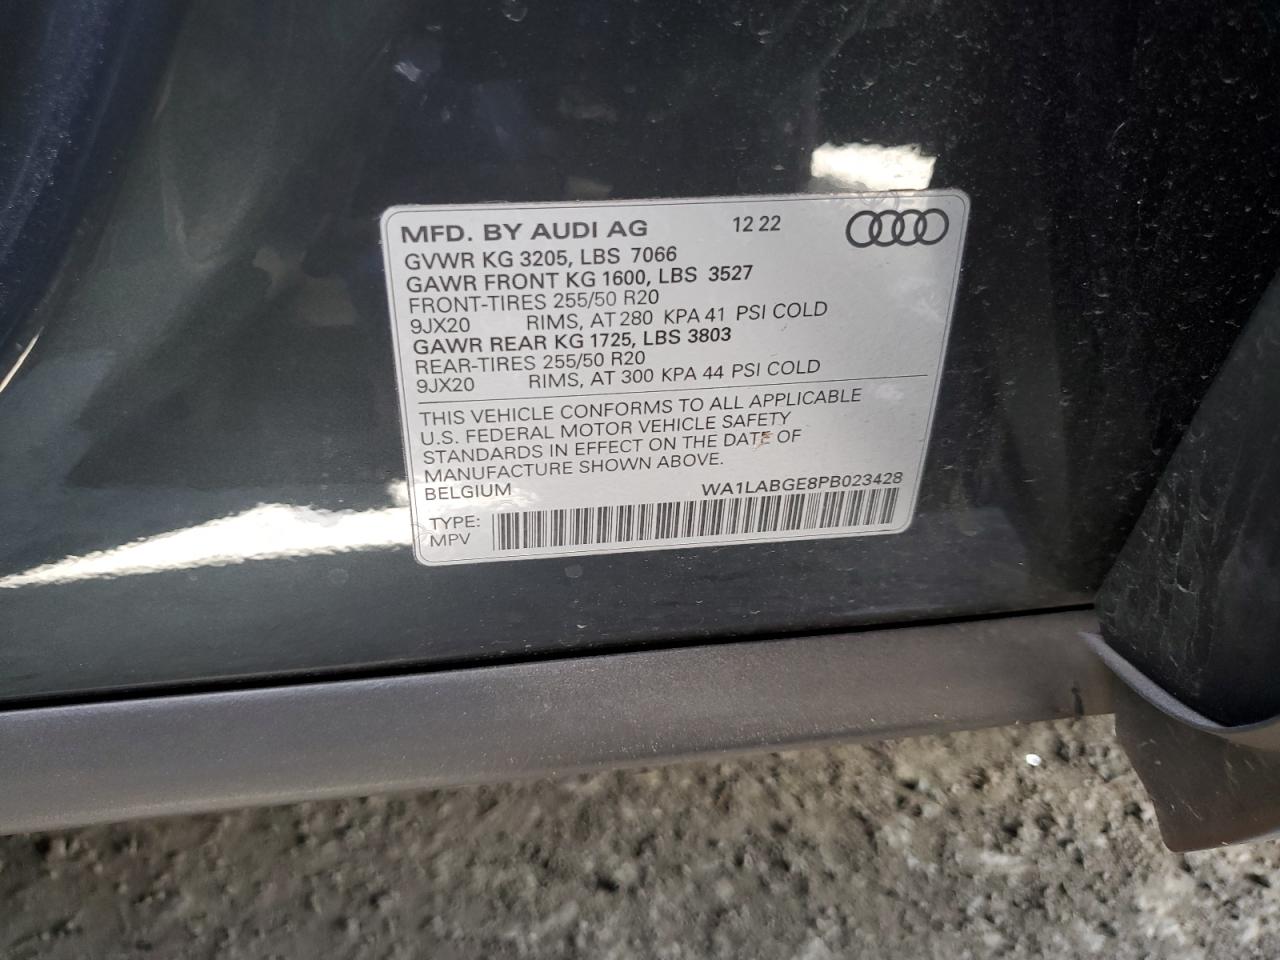 MFD. BY AUDI AG 12 22
GVWR KG 3205, LBS 7066
GAWR FRONT KG 1600, LBS 3527
FRONT-TIRES 255/50 R20
9JX20 RIMS, AT 280 KPA 41 PSI COLD
GAWR REAR KG 1725, LBS 3803
REAR-TIRES 255/50 R20
9JX20 RIMS, AT 300 KPA 44 PSI COLD
THIS VEHICLE CONFORMS TO ALL APPLICABLE
U.S. FEDERAL MOTOR VEHICLE SAFETY
STANDARDS IN EFFECT ON THE DATE OF
MANUFACTURE SHOWN ABOVE.
BELGIUM WA1LABGE8PB023428
TYPE:
MPV